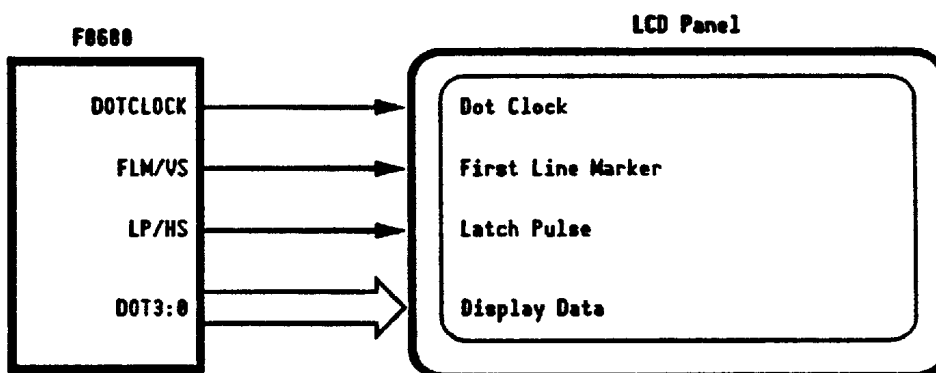 F8680
LCD Panel
DOTCLOCK
Dot Clock
FLM/VS
First Line Marker
LP/HS
Latch Pulse
DOT3:0
Display Data